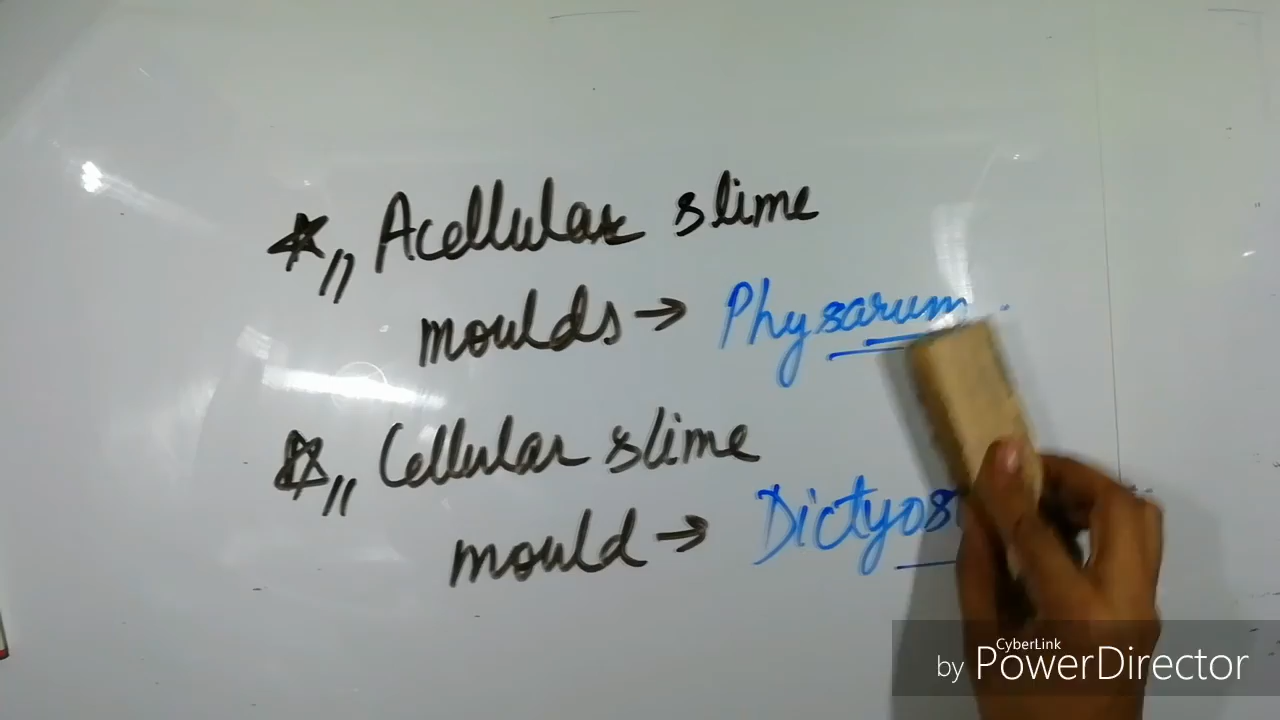 ☆,, Acellular slime
moulds → Physarum.
☆,, Cellular slime
mould → Dictyos
CyberLink
by PowerDirector